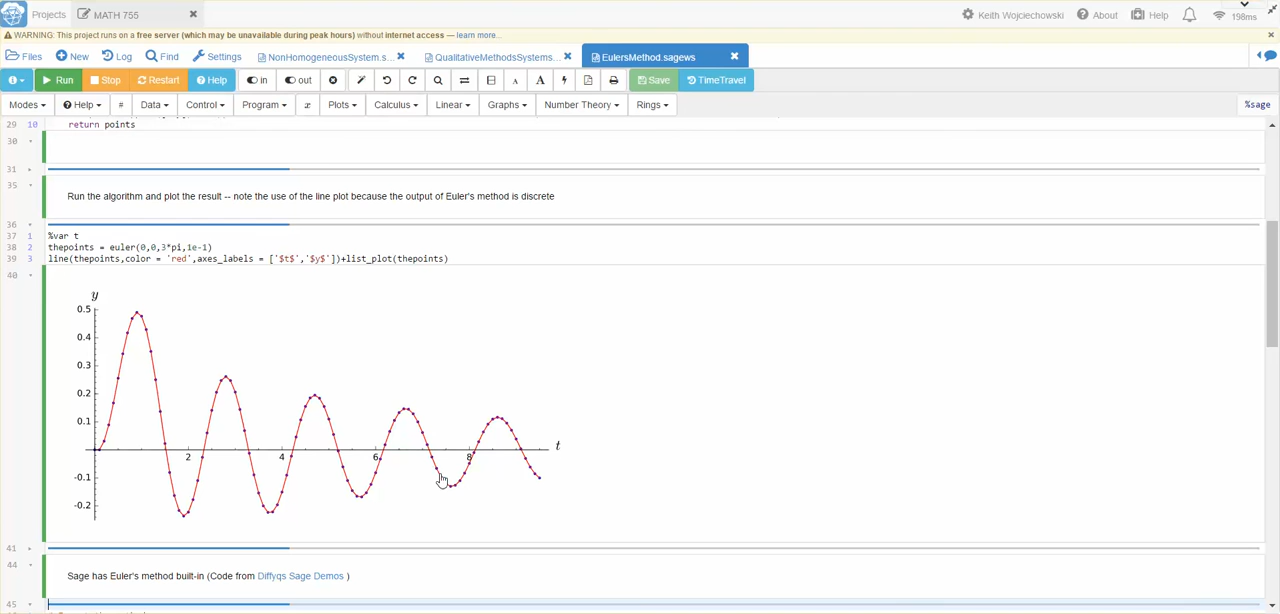 Projects MATH 755 × Keith Wojciechowski About Help 198ms
WARNING: This project runs on a free server (which may be unavailable during peak hours) without internet access — learn more... ×
Files New Log Find Settings NonHomogeneousSystem.s... × QualitativeMethodsSystems... × EulersMethod.sagews ×
Run Stop Restart Help in out A A Save TimeTravel
Modes Help # Data Control Program x Plots Calculus Linear Graphs Number Theory Rings %sage
29 10 return points
30
31
35 Run the algorithm and plot the result -- note the use of the line plot because the output of Euler's method is discrete
36
37 1 %var t
38 2 thepoints = euler(0,0,3*pi,1e-1)
39 3 line(thepoints,color = 'red',axes_labels = ['$t$','$y$'])+list_plot(thepoints)
40
y
0.5
0.4
0.3
0.2
0.1
t
2 4 6 8
-0.1
-0.2
41
44 Sage has Euler's method built-in (Code from Diffyqs Sage Demos )
45